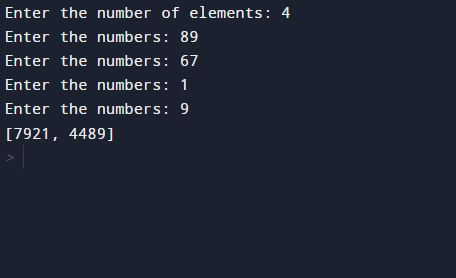 Enter the number of elements: 4
Enter the numbers: 89
Enter the numbers: 67
Enter the numbers: 1
Enter the numbers: 9
[7921, 4489]
>